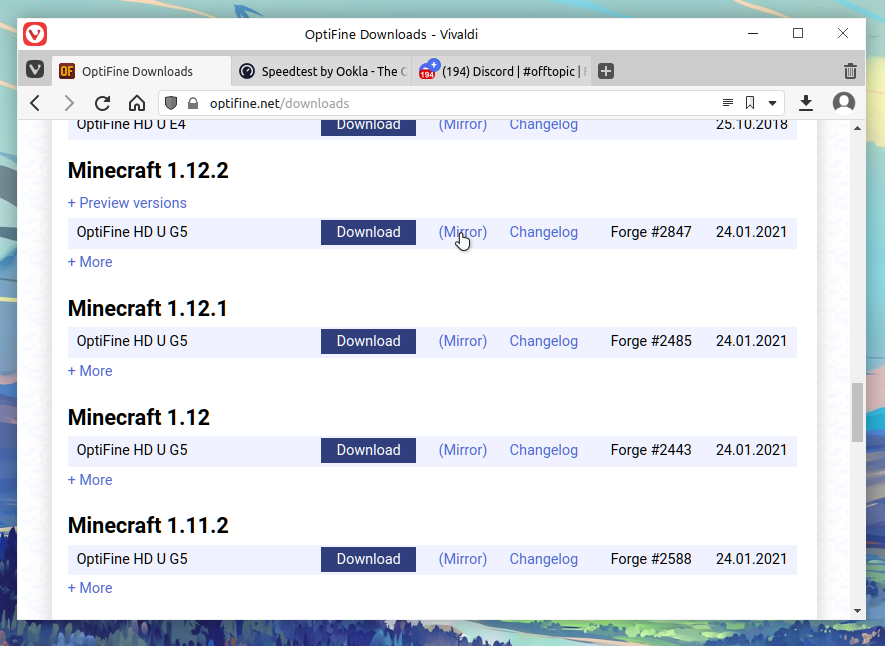 OptiFine Downloads - Vivaldi
OF OptiFine Downloads Speedtest by Ookla - The 194 (194) Discord | #offtopic |
optifine.net/downloads
OptiFine HD U E4 Download (Mirror) Changelog 25.10.2018
Minecraft 1.12.2
+ Preview versions
OptiFine HD U G5 Download (Mirror) Changelog Forge #2847 24.01.2021
+ More
Minecraft 1.12.1
OptiFine HD U G5 Download (Mirror) Changelog Forge #2485 24.01.2021
+ More
Minecraft 1.12
OptiFine HD U G5 Download (Mirror) Changelog Forge #2443 24.01.2021
+ More
Minecraft 1.11.2
OptiFine HD U G5 Download (Mirror) Changelog Forge #2588 24.01.2021
+ More